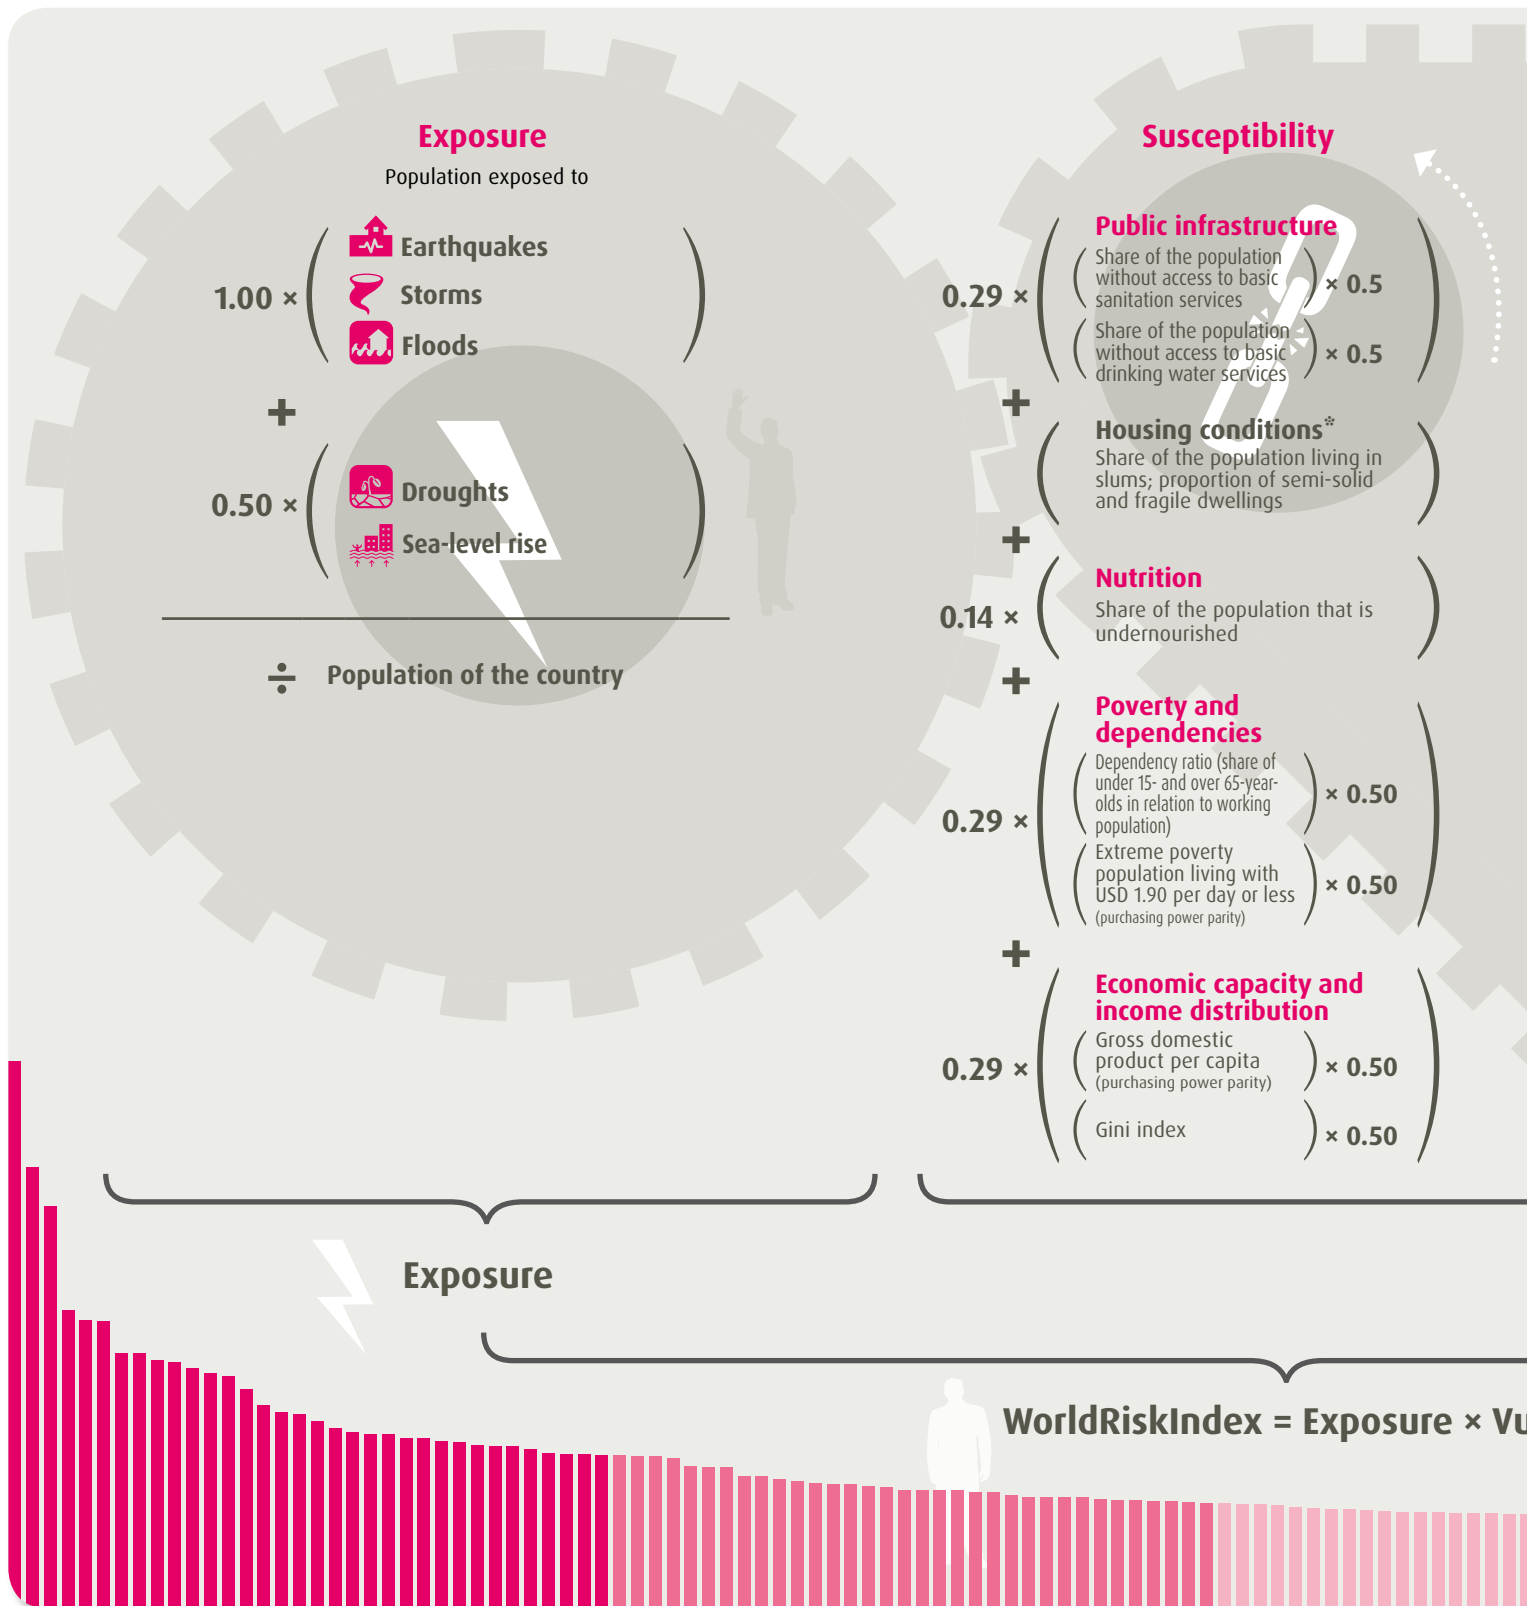 Exposure
Population exposed to
1.00 ×
Earthquakes
Storms
Floods
+
0.50 ×
Droughts
Sea-level rise
÷ Population of the country
Susceptibility
0.29 ×
Public infrastructure
Share of the population
without access to basic
sanitation services
× 0.5
Share of the population
without access to basic
drinking water services
× 0.5
+
Housing conditions*
Share of the population living in
slums; proportion of semi-solid
and fragile dwellings
+
0.14 ×
Nutrition
Share of the population that is
undernourished
+
0.29 ×
Poverty and
dependencies
Dependency ratio (share of
under 15- and over 65-year-
olds in relation to working
population)
× 0.50
Extreme poverty
population living with
USD 1.90 per day or less
(purchasing power parity)
× 0.50
+
0.29 ×
Economic capacity and
income distribution
Gross domestic
product per capita
(purchasing power parity)
× 0.50
Gini index
× 0.50
Exposure
WorldRiskIndex = Exposure × Vu